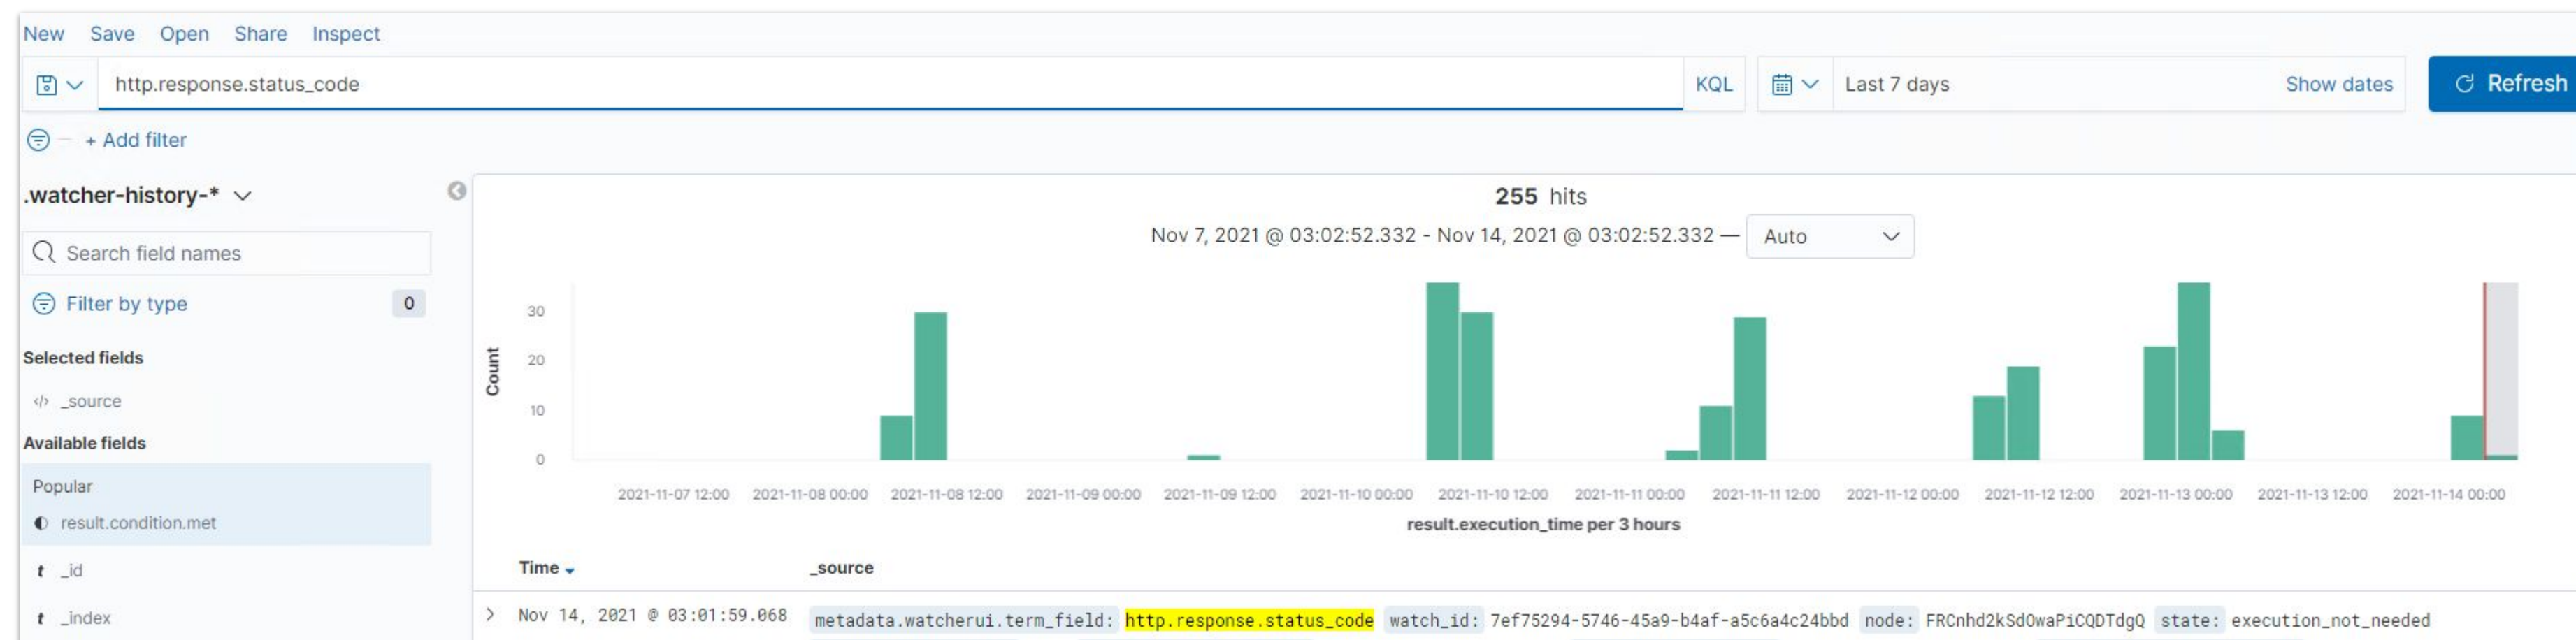 New Save Open Share Inspect
http.response.status_code KQL Last 7 days Show dates Refresh
+ Add filter
.watcher-history-*
Search field names
Filter by type 0
Selected fields
</> _source
Available fields
Popular
result.condition.met
t _id
t _index
255 hits
Nov 7, 2021 @ 03:02:52.332 - Nov 14, 2021 @ 03:02:52.332 — Auto
Count
30
20
10
0
2021-11-07 12:00 2021-11-08 00:00 2021-11-08 12:00 2021-11-09 00:00 2021-11-09 12:00 2021-11-10 00:00 2021-11-10 12:00 2021-11-11 00:00 2021-11-11 12:00 2021-11-12 00:00 2021-11-12 12:00 2021-11-13 00:00 2021-11-13 12:00 2021-11-14 00:00
result.execution_time per 3 hours
Time _source
Nov 14, 2021 @ 03:01:59.068 metadata.watcherui.term_field: http.response.status_code watch_id: 7ef75294-5746-45a9-b4af-a5c6a4c24bbd node: FRCnhd2kSdOwaPiCQDTdgQ state: execution_not_needed